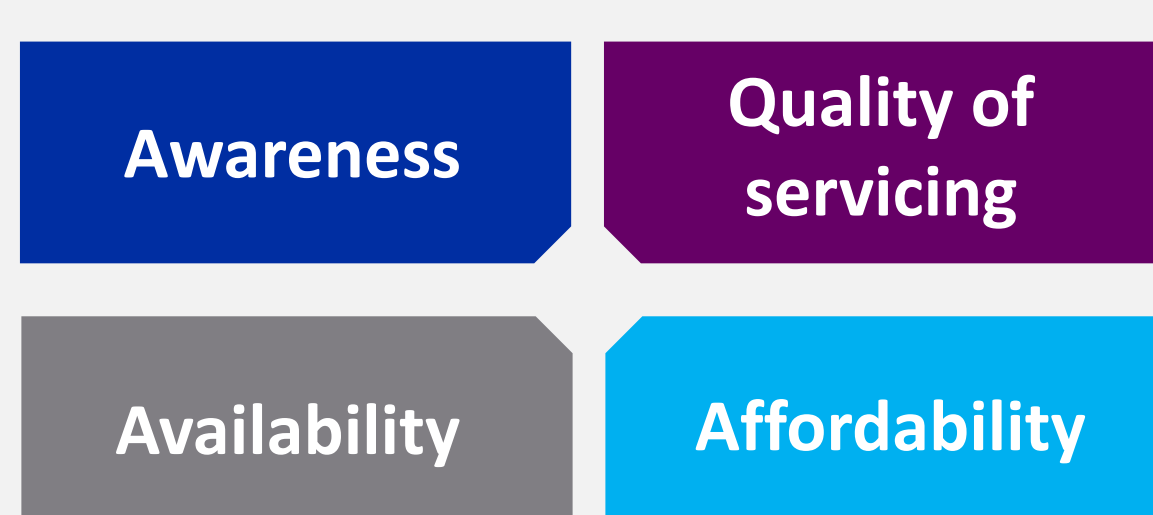 Awareness
Quality of
servicing
Availability
Affordability